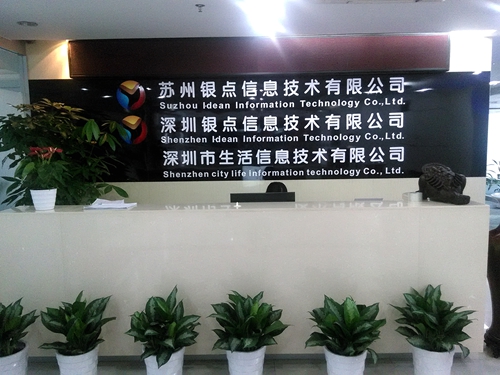 苏州银点信息技术有限公司
Suzhou Idean Information Technology Co.,Ltd.
深圳银点信息技术有限公司
Shenzhen Idean Information Technology Co.,Ltd.
深圳市生活信息技术有限公司
Shenzhen city life Information technology Co., Ltd.